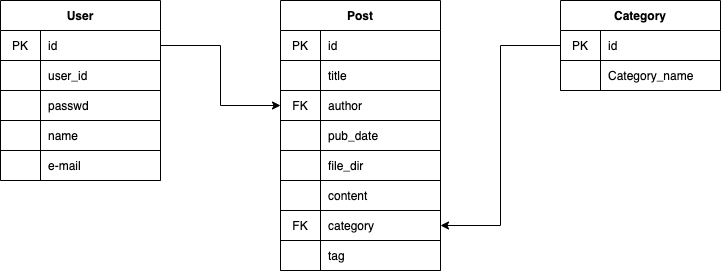 User
PK id
user_id
passwd
name
e-mail
Post
PK id
title
FK author
pub_date
file_dir
content
FK category
tag
Category
PK id
Category_name